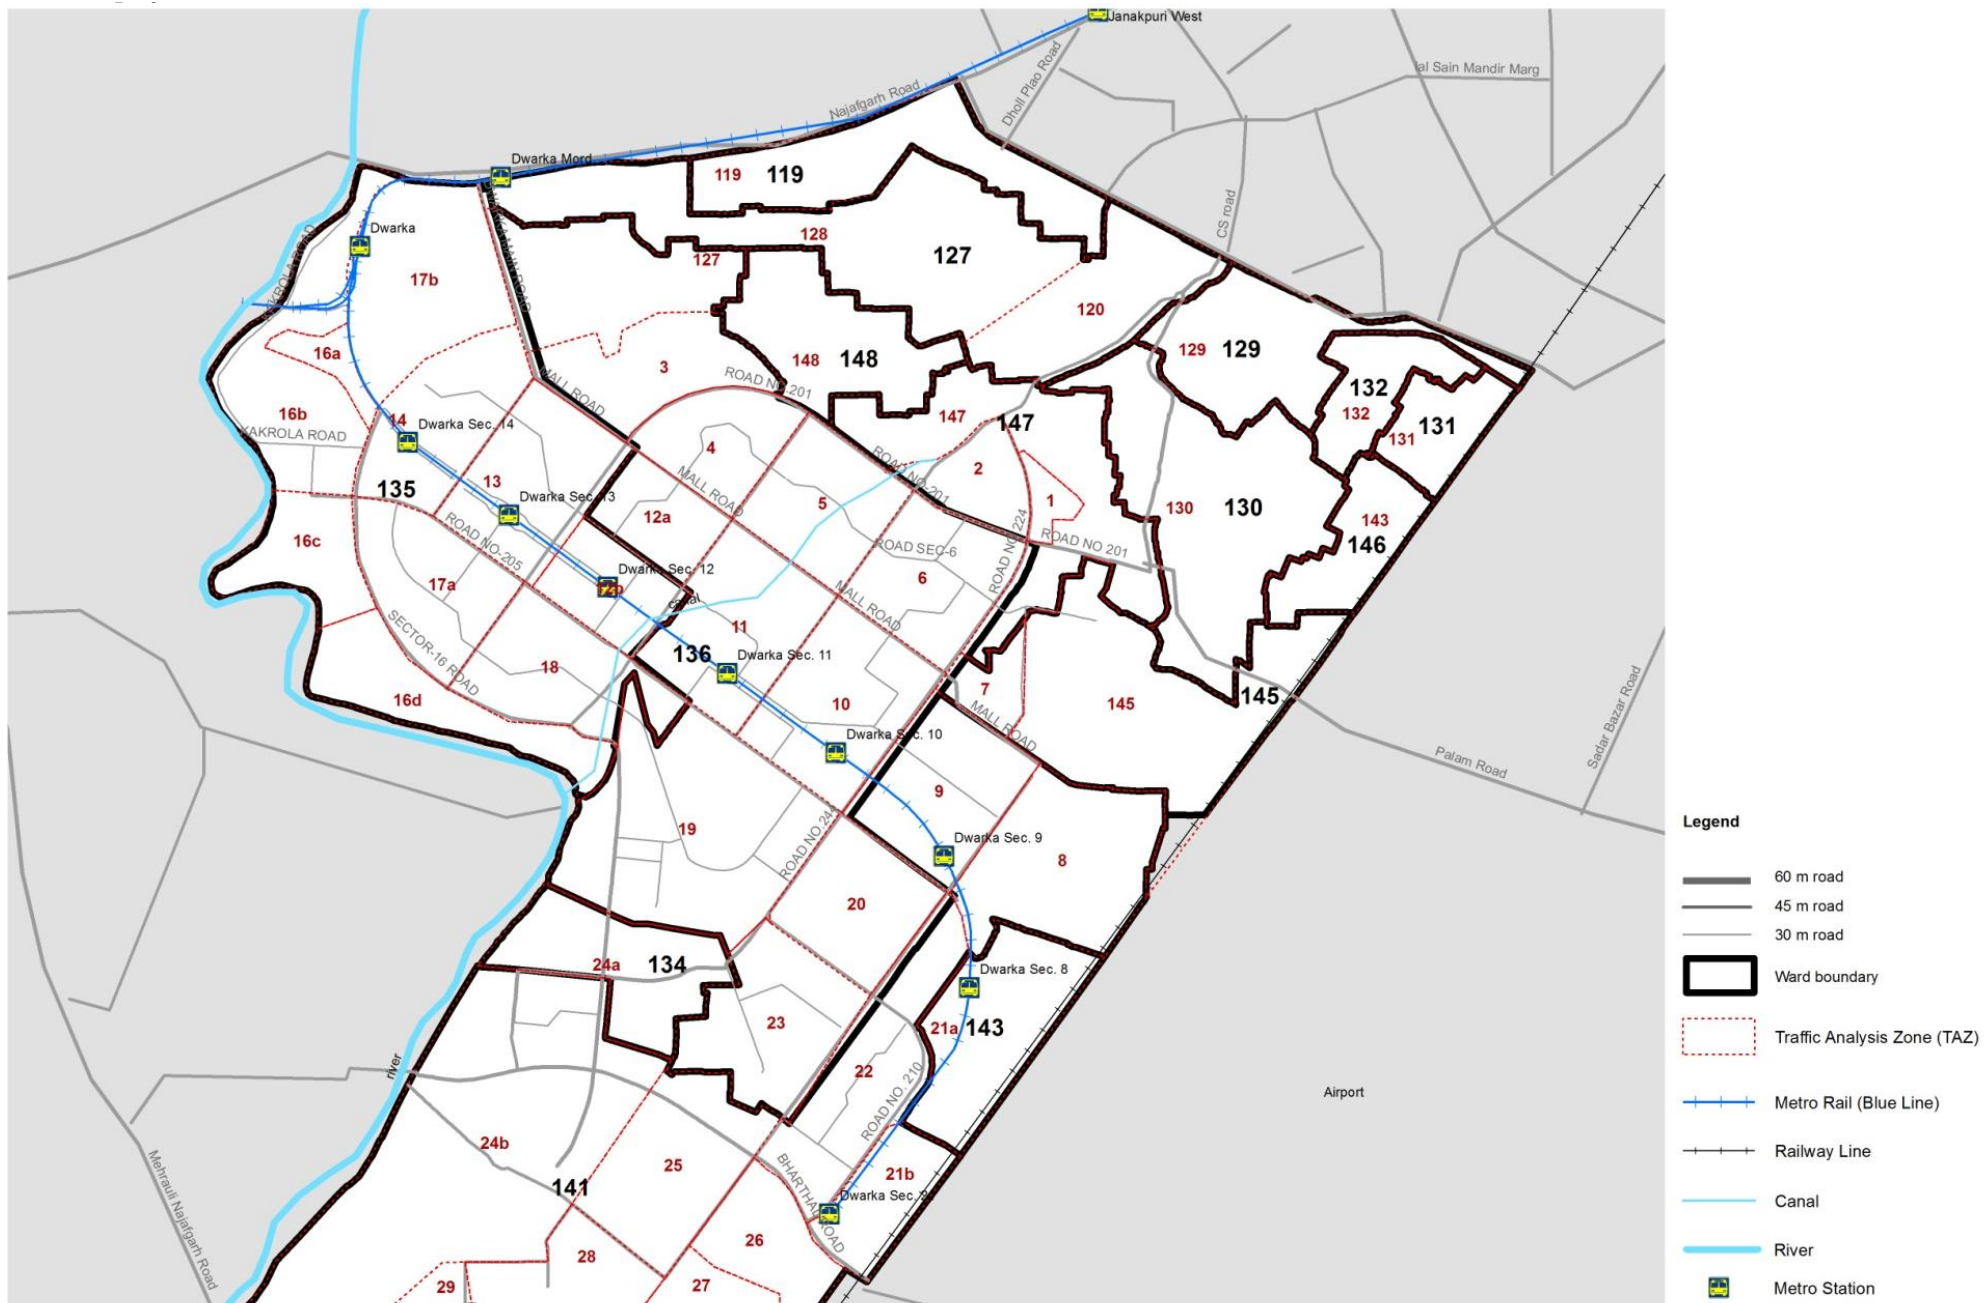 Janakpuri West
Najafgarh Road
Dholl Plao Road
lal Sain Mandir Marg
Dwarka Mord
119
119
CS road
Dwarka
128
127
127
17b
120
16a
3
148
148
129
129
132
132
131
131
MALL ROAD
ROAD NO.201
16b
KAKROLA ROAD
14
Dwarka Sec. 14
147
147
4
2
135
13
Dwarka Sec. 13
12a
MALL ROAD
5
ROAD NO-201
1
130
130
143
146
16c
ROAD NO-205
ROAD SEC-6
ROAD NO 201
17a
Dwarka Sec. 12
6
MALL ROAD
SECTOR-16 ROAD
11
136
Dwarka Sec. 11
18
16d
10
7
MALL ROAD
145
145
Dwarka Sec. 10
Sadar Bazar Road
Palam Road
9
19
Dwarka Sec. 9
8
20
24a
134
Dwarka Sec. 8
23
21a
143
22
ROAD NO. 210
river
Airport
24b
25
141
21b
BHARTHAL ROAD
Mehrauli Najafgarh Road
28
26
29
27
Legend
60 m road
45 m road
30 m road
Ward boundary
Traffic Analysis Zone (TAZ)
Metro Rail (Blue Line)
Railway Line
Canal
River
Metro Station